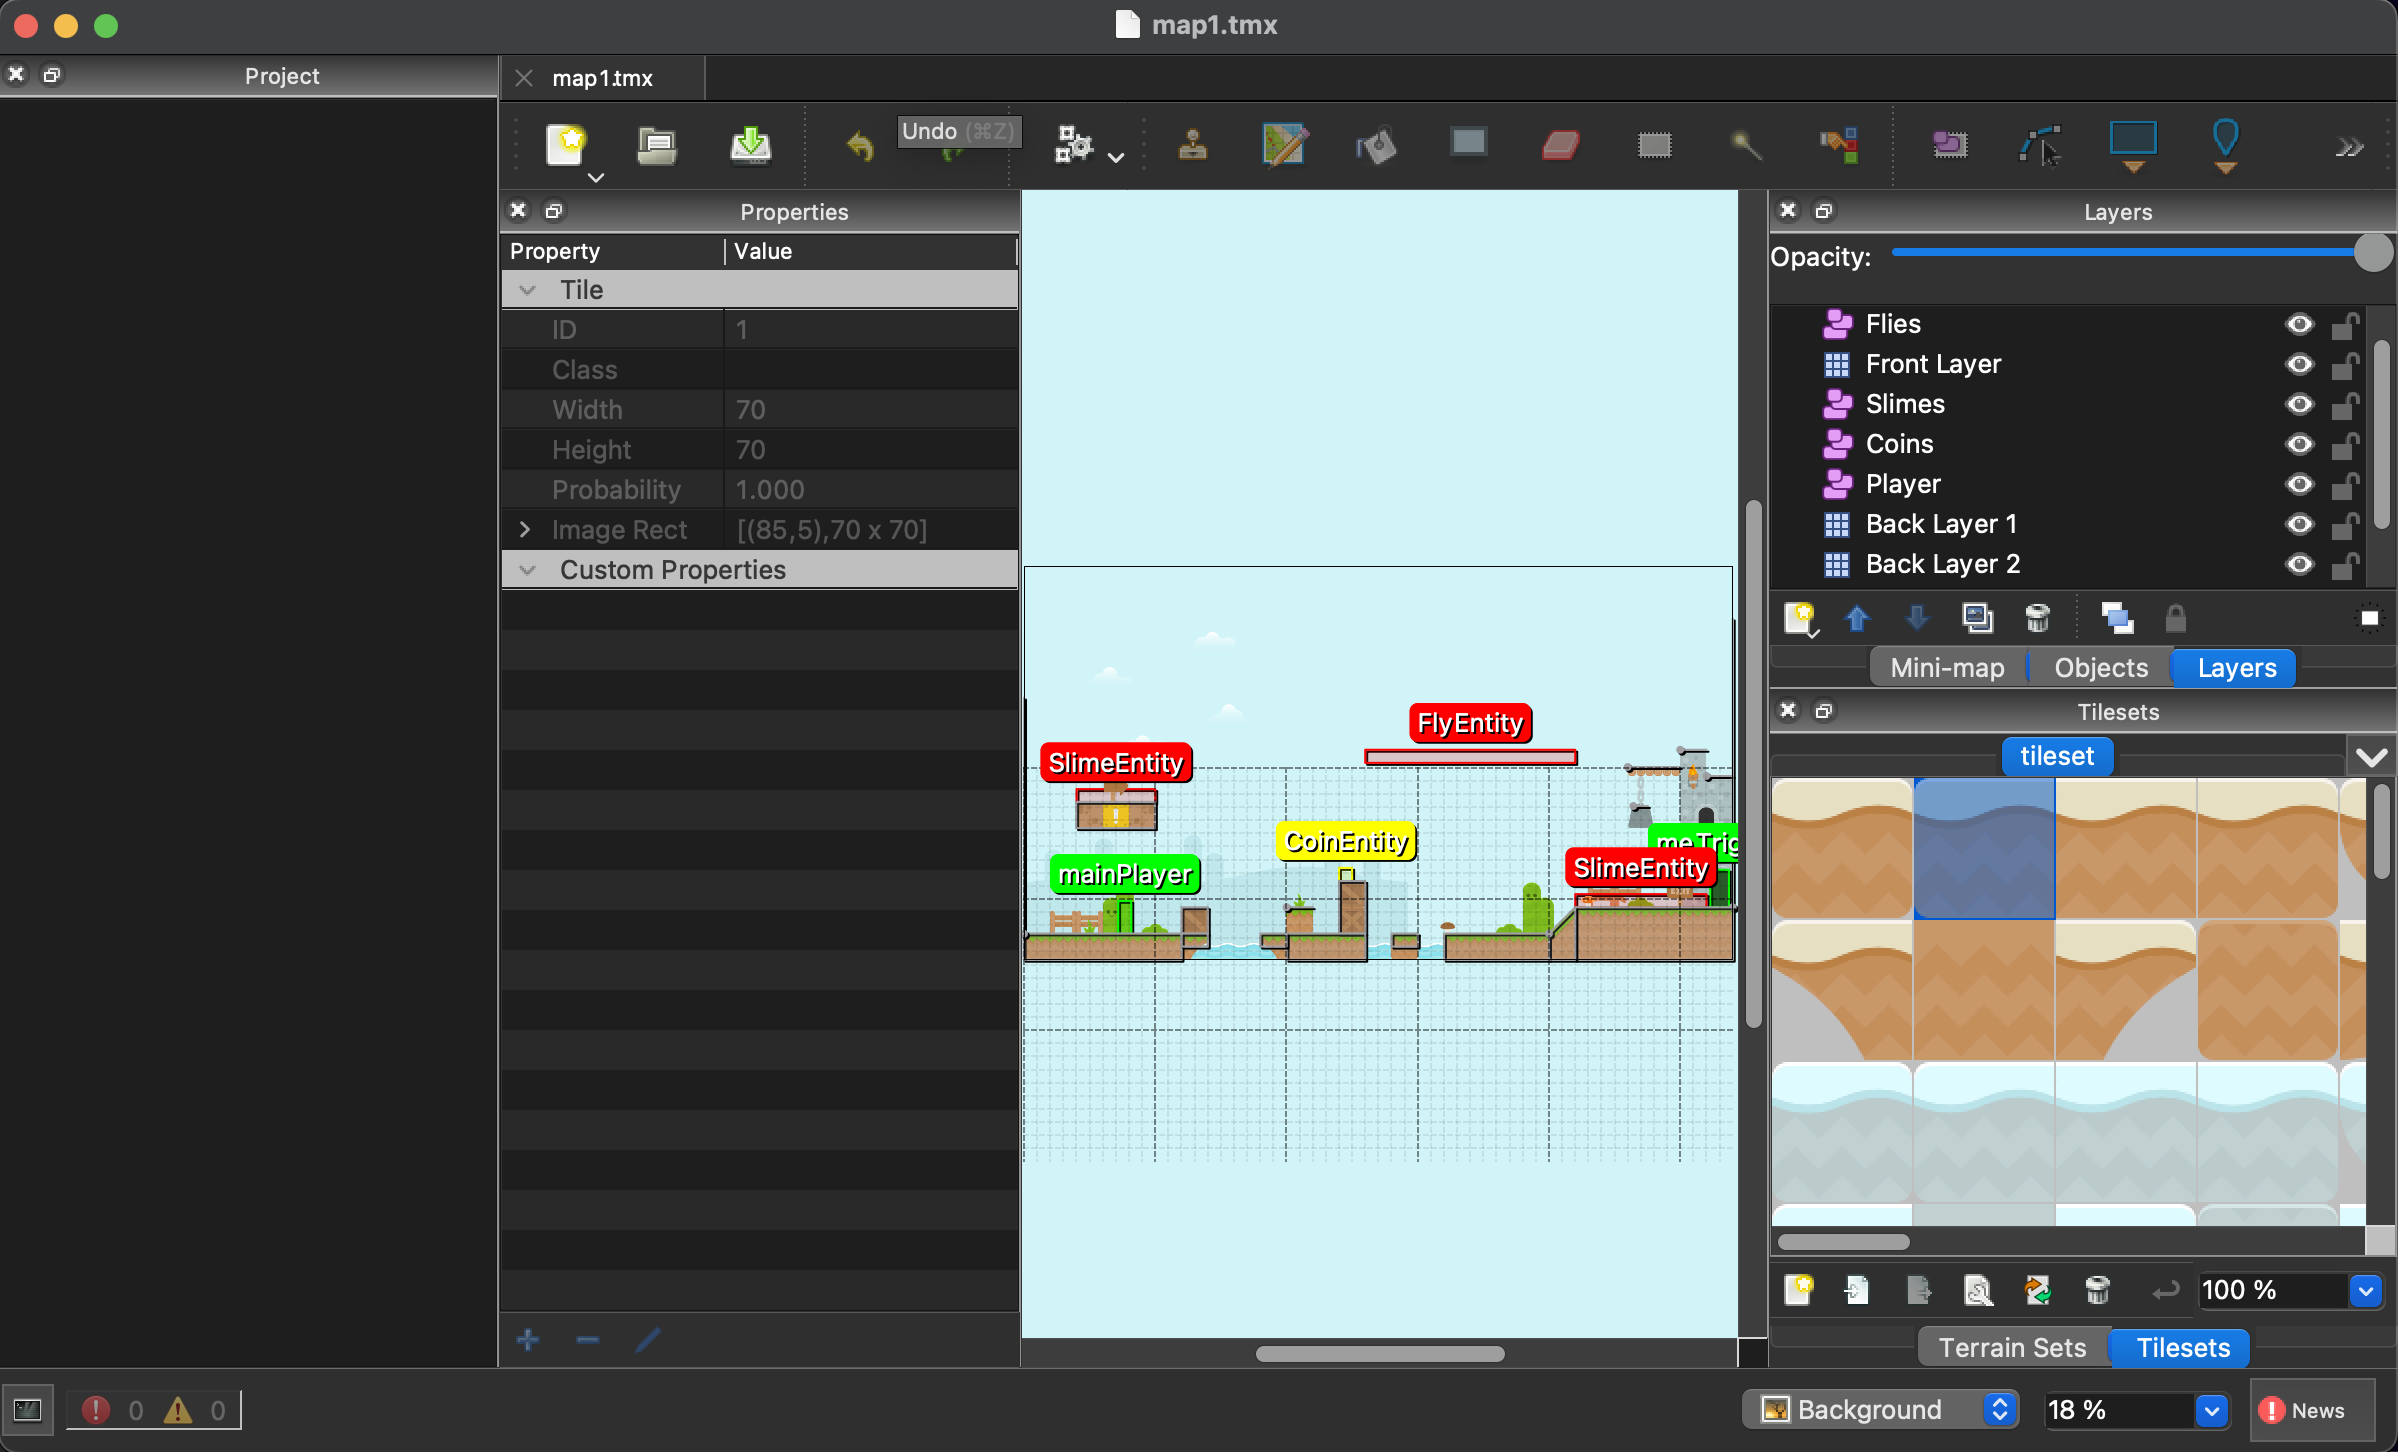 map1.tmx
Project
map1.tmx
Undo (⌘Z)
Properties
Property Value
Tile
ID 1
Class
Width 70
Height 70
Probability 1.000
Image Rect [(85,5),70 x 70]
Custom Properties
FlyEntity
SlimeEntity
CoinEntity
meTrig
mainPlayer
SlimeEntity
Layers
Opacity:
Flies
Front Layer
Slimes
Coins
Player
Back Layer 1
Back Layer 2
Mini-map Objects Layers
Tilesets
tileset
100 %
Terrain Sets Tilesets
0 0
Background 18 % News